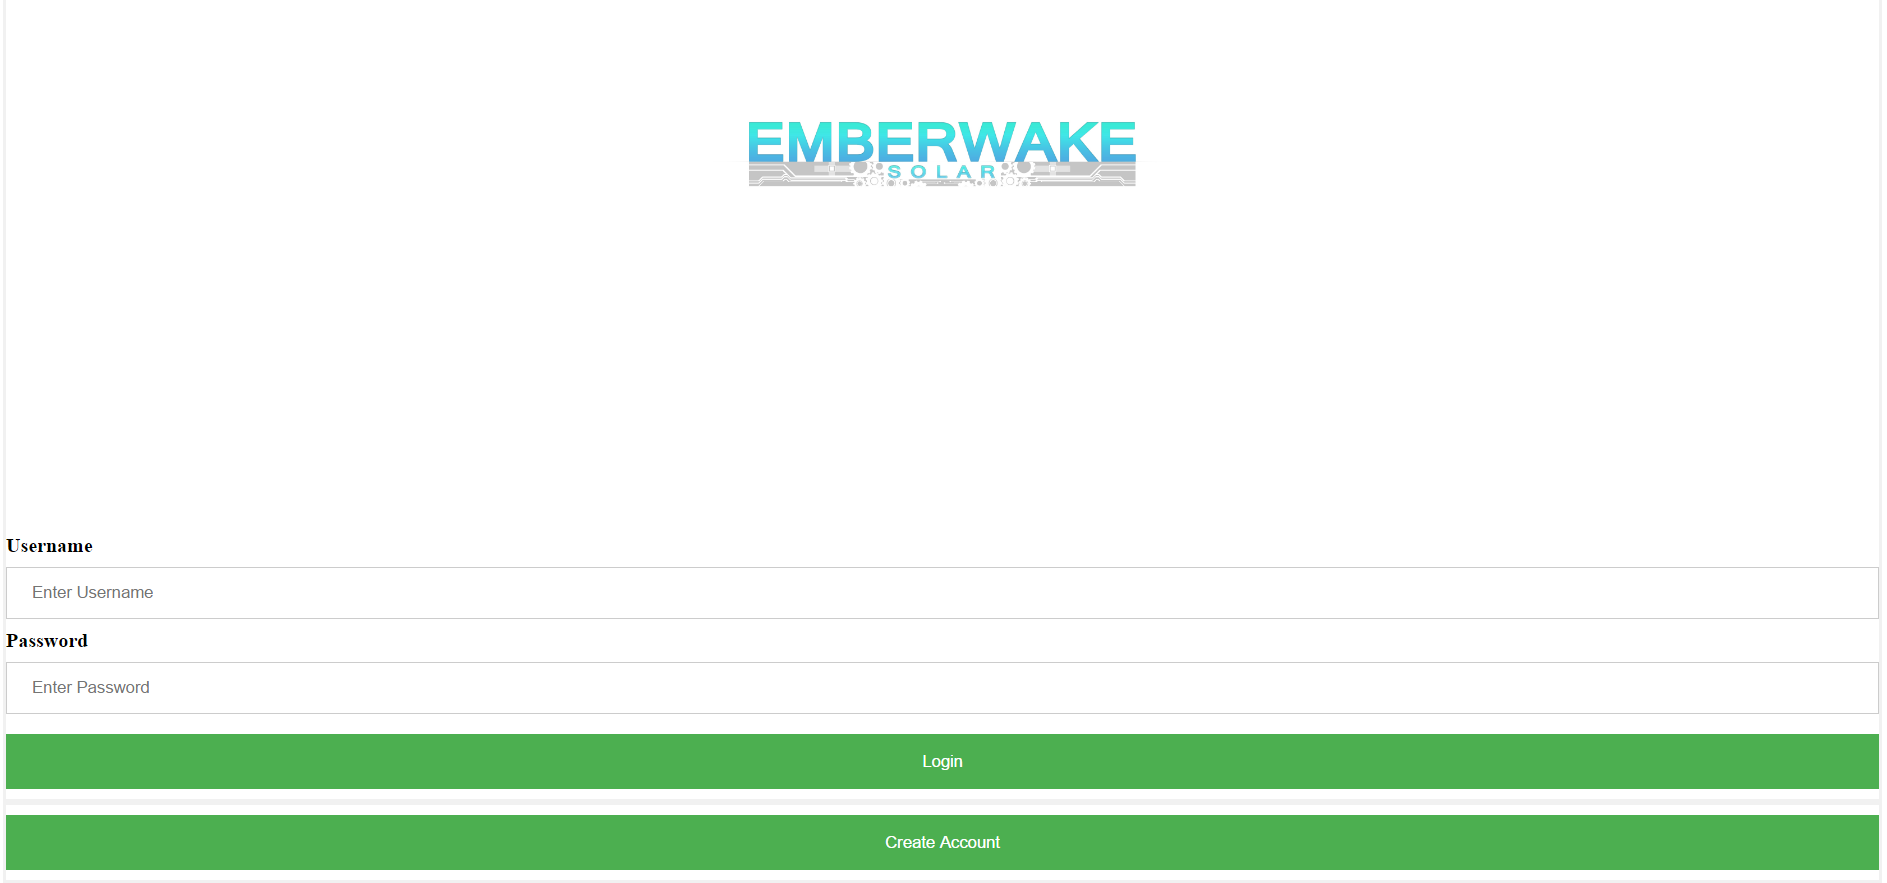 EMBERWAKE
SOLAR
Username
Enter Username
Password
Enter Password
Login
Create Account